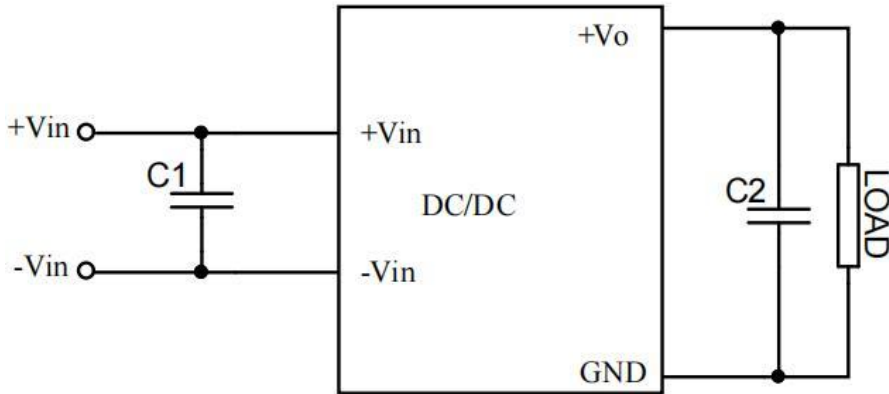 +Vo
+Vin
+Vin
C1
DC/DC
C2
LOAD
-Vin
-Vin
GND